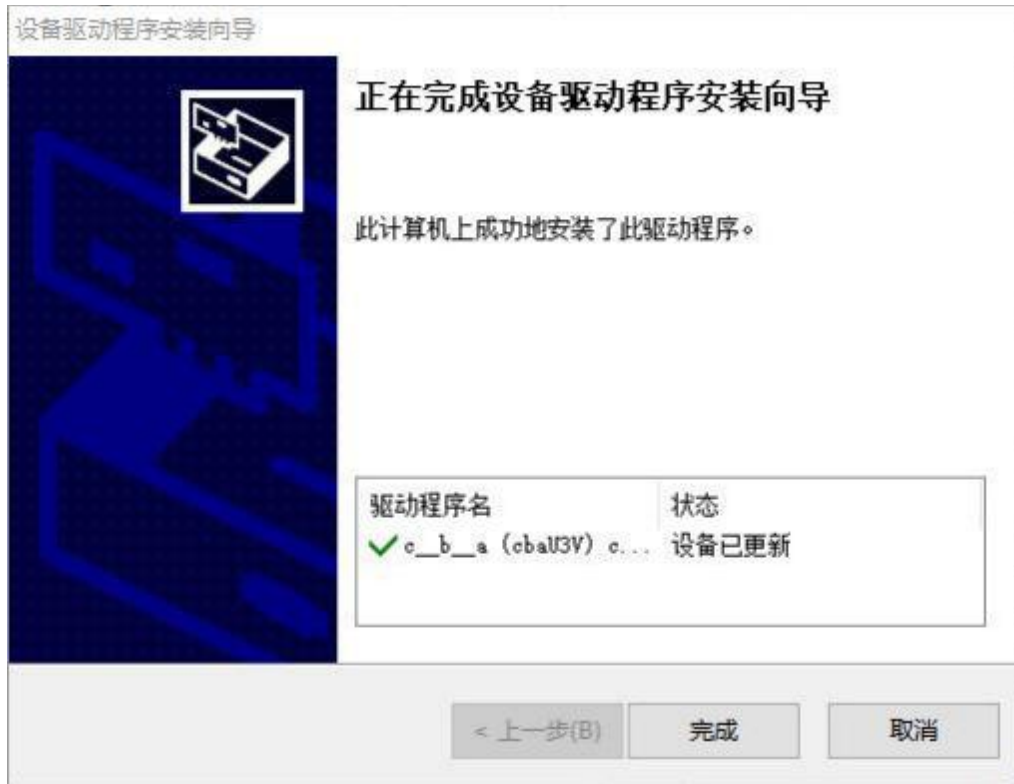 设备驱动程序安装向导
正在完成设备驱动程序安装向导
此计算机上成功地安装了此驱动程序。
驱动程序名 状态
c__b__a (cbaU3V) c... 设备已更新
< 上一步(B) 完成 取消